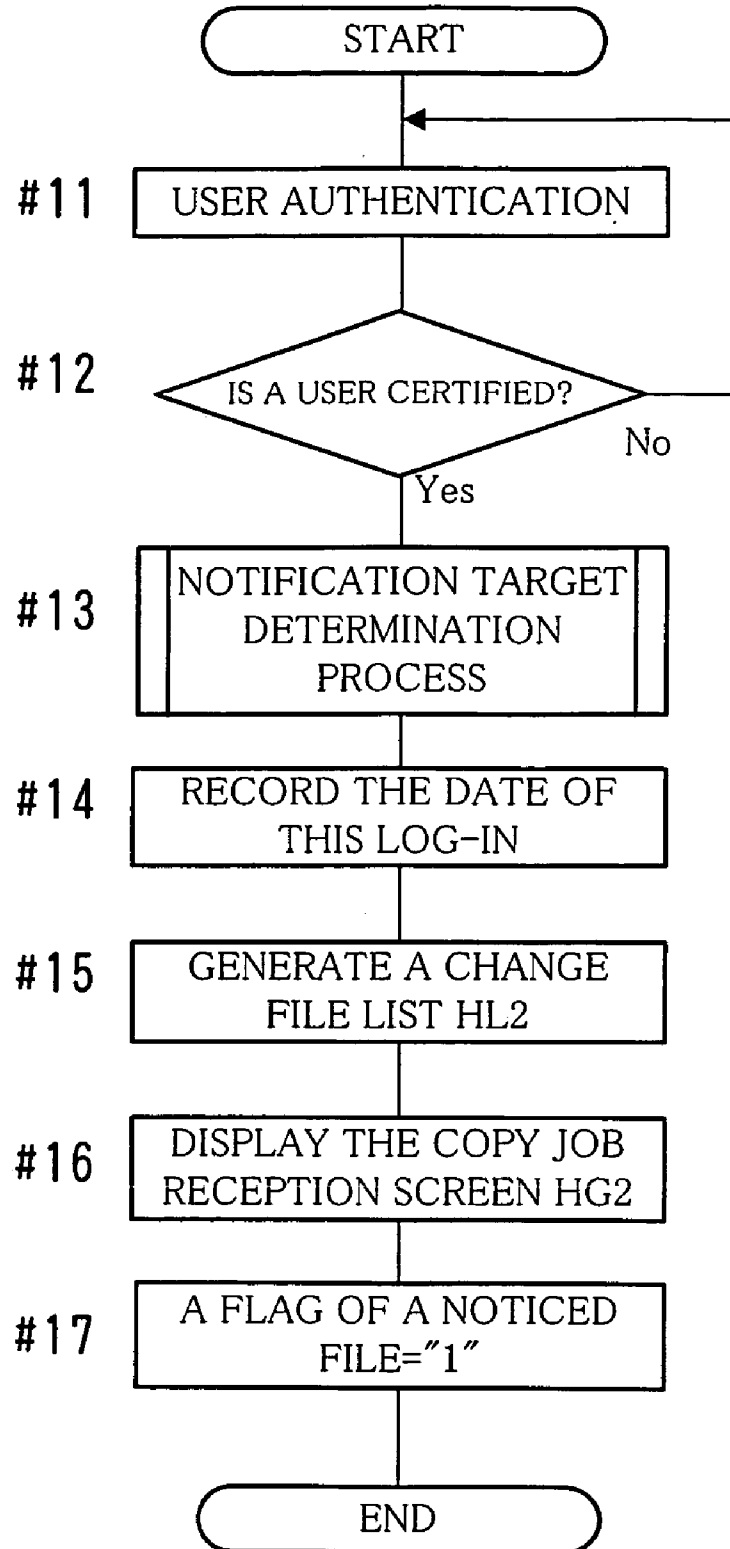 START
#11
USER AUTHENTICATION
#12
IS A USER CERTIFIED?
No
Yes
#13
NOTIFICATION TARGET
DETERMINATION
PROCESS
#14
RECORD THE DATE OF
THIS LOG-IN
#15
GENERATE A CHANGE
FILE LIST HL2
#16
DISPLAY THE COPY JOB
RECEPTION SCREEN HG2
#17
A FLAG OF A NOTICED
FILE="1"
END